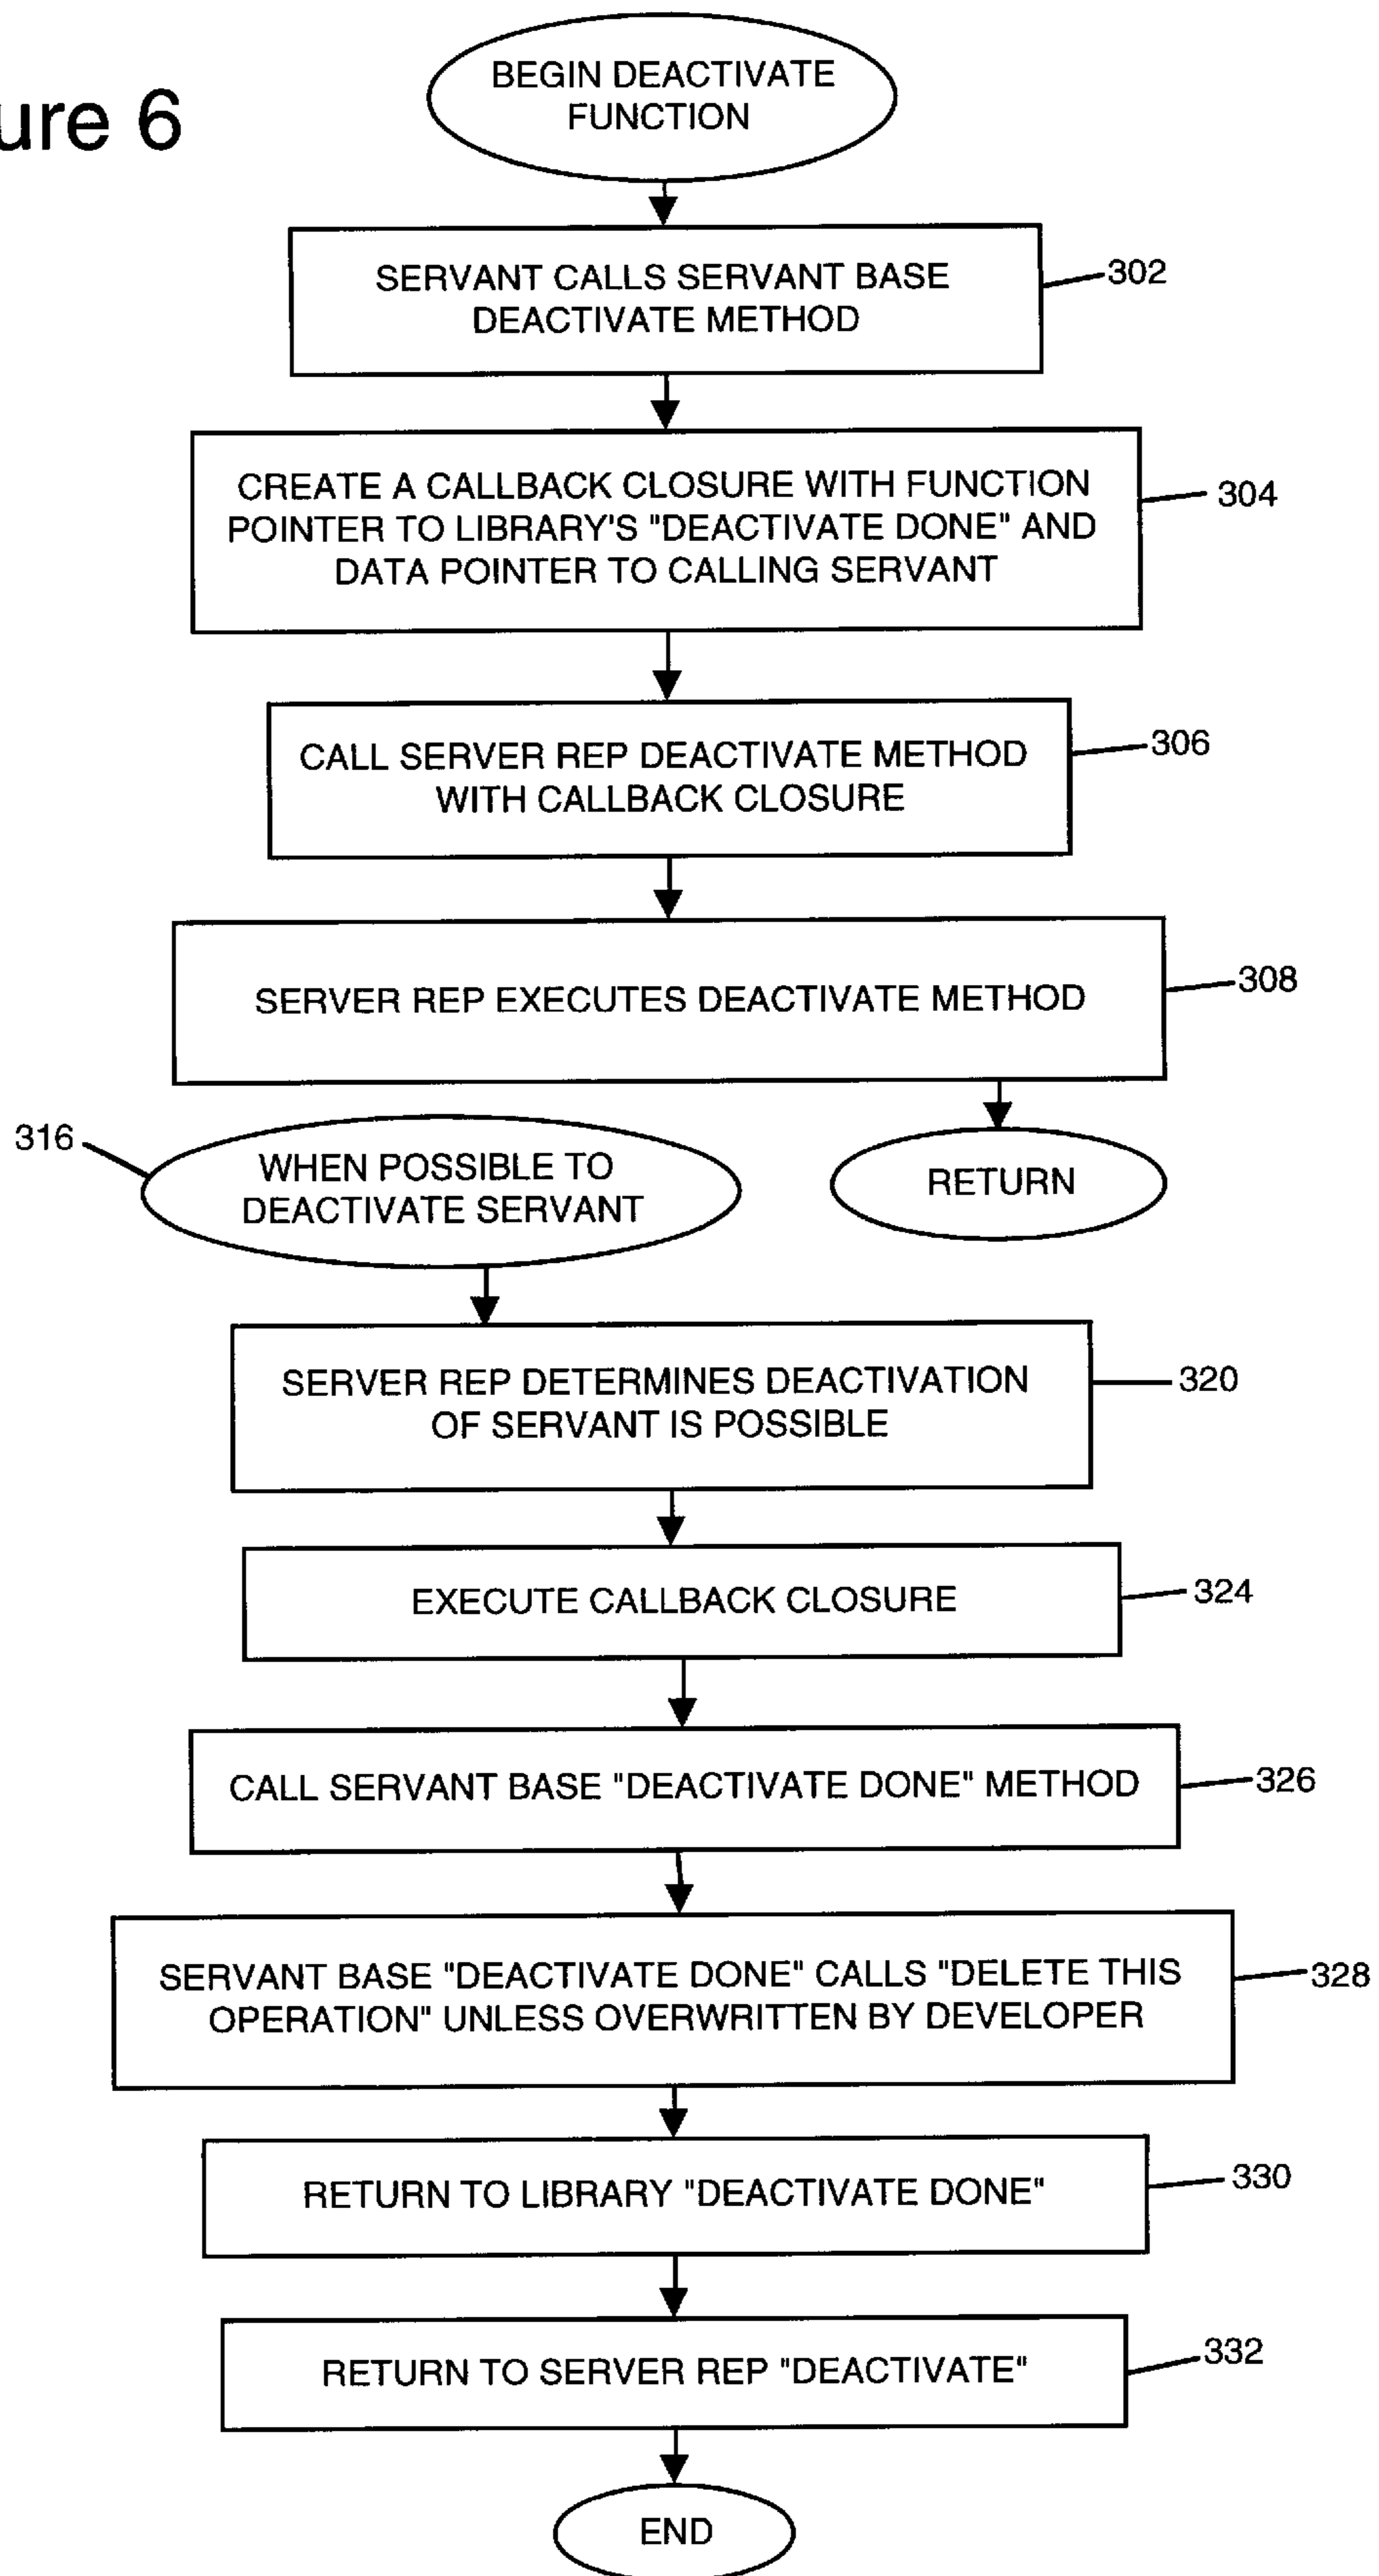 ure 6
BEGIN DEACTIVATE
FUNCTION
SERVANT CALLS SERVANT BASE
DEACTIVATE METHOD
302
CREATE A CALLBACK CLOSURE WITH FUNCTION
POINTER TO LIBRARY'S "DEACTIVATE DONE" AND
DATA POINTER TO CALLING SERVANT
304
CALL SERVER REP DEACTIVATE METHOD
WITH CALLBACK CLOSURE
306
SERVER REP EXECUTES DEACTIVATE METHOD
308
316
WHEN POSSIBLE TO
DEACTIVATE SERVANT
RETURN
SERVER REP DETERMINES DEACTIVATION
OF SERVANT IS POSSIBLE
320
EXECUTE CALLBACK CLOSURE
324
CALL SERVANT BASE "DEACTIVATE DONE" METHOD
326
SERVANT BASE "DEACTIVATE DONE" CALLS "DELETE THIS
OPERATION" UNLESS OVERWRITTEN BY DEVELOPER
328
RETURN TO LIBRARY "DEACTIVATE DONE"
330
RETURN TO SERVER REP "DEACTIVATE"
332
END